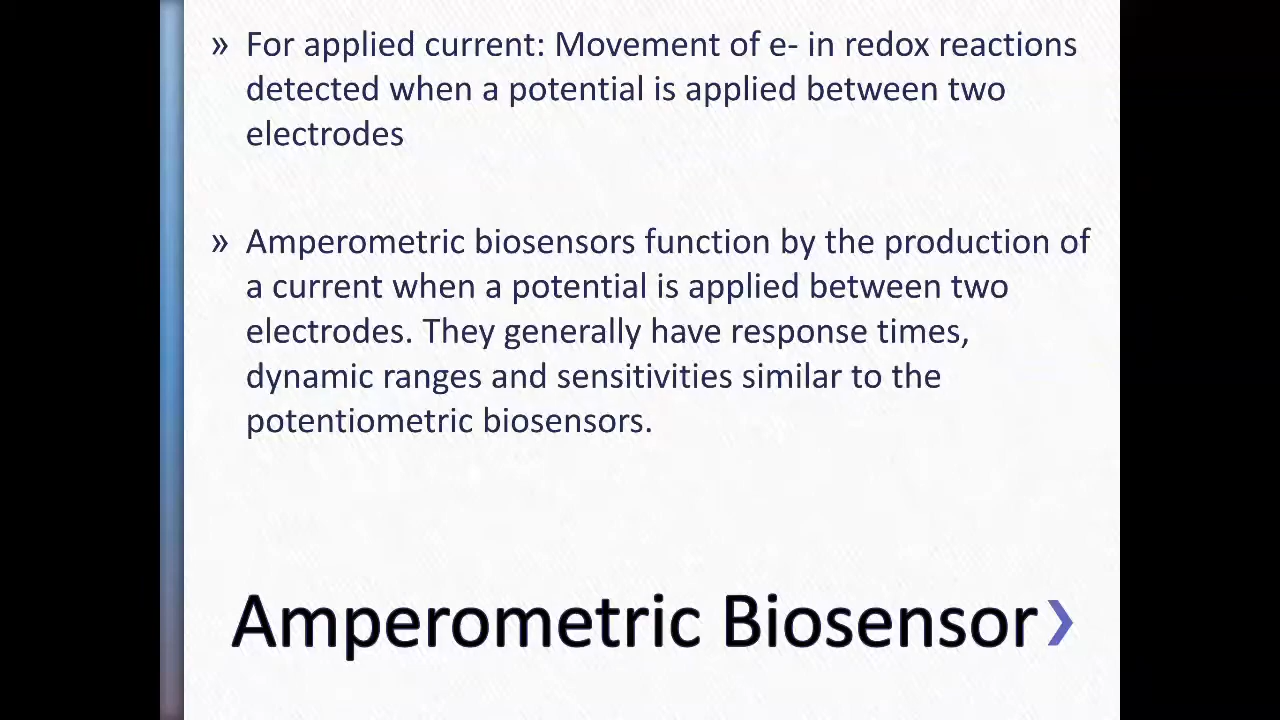 » For applied current: Movement of e- in redox reactions
detected when a potential is applied between two
electrodes
» Amperometric biosensors function by the production of
a current when a potential is applied between two
electrodes. They generally have response times,
dynamic ranges and sensitivities similar to the
potentiometric biosensors.
Amperometric Biosensor